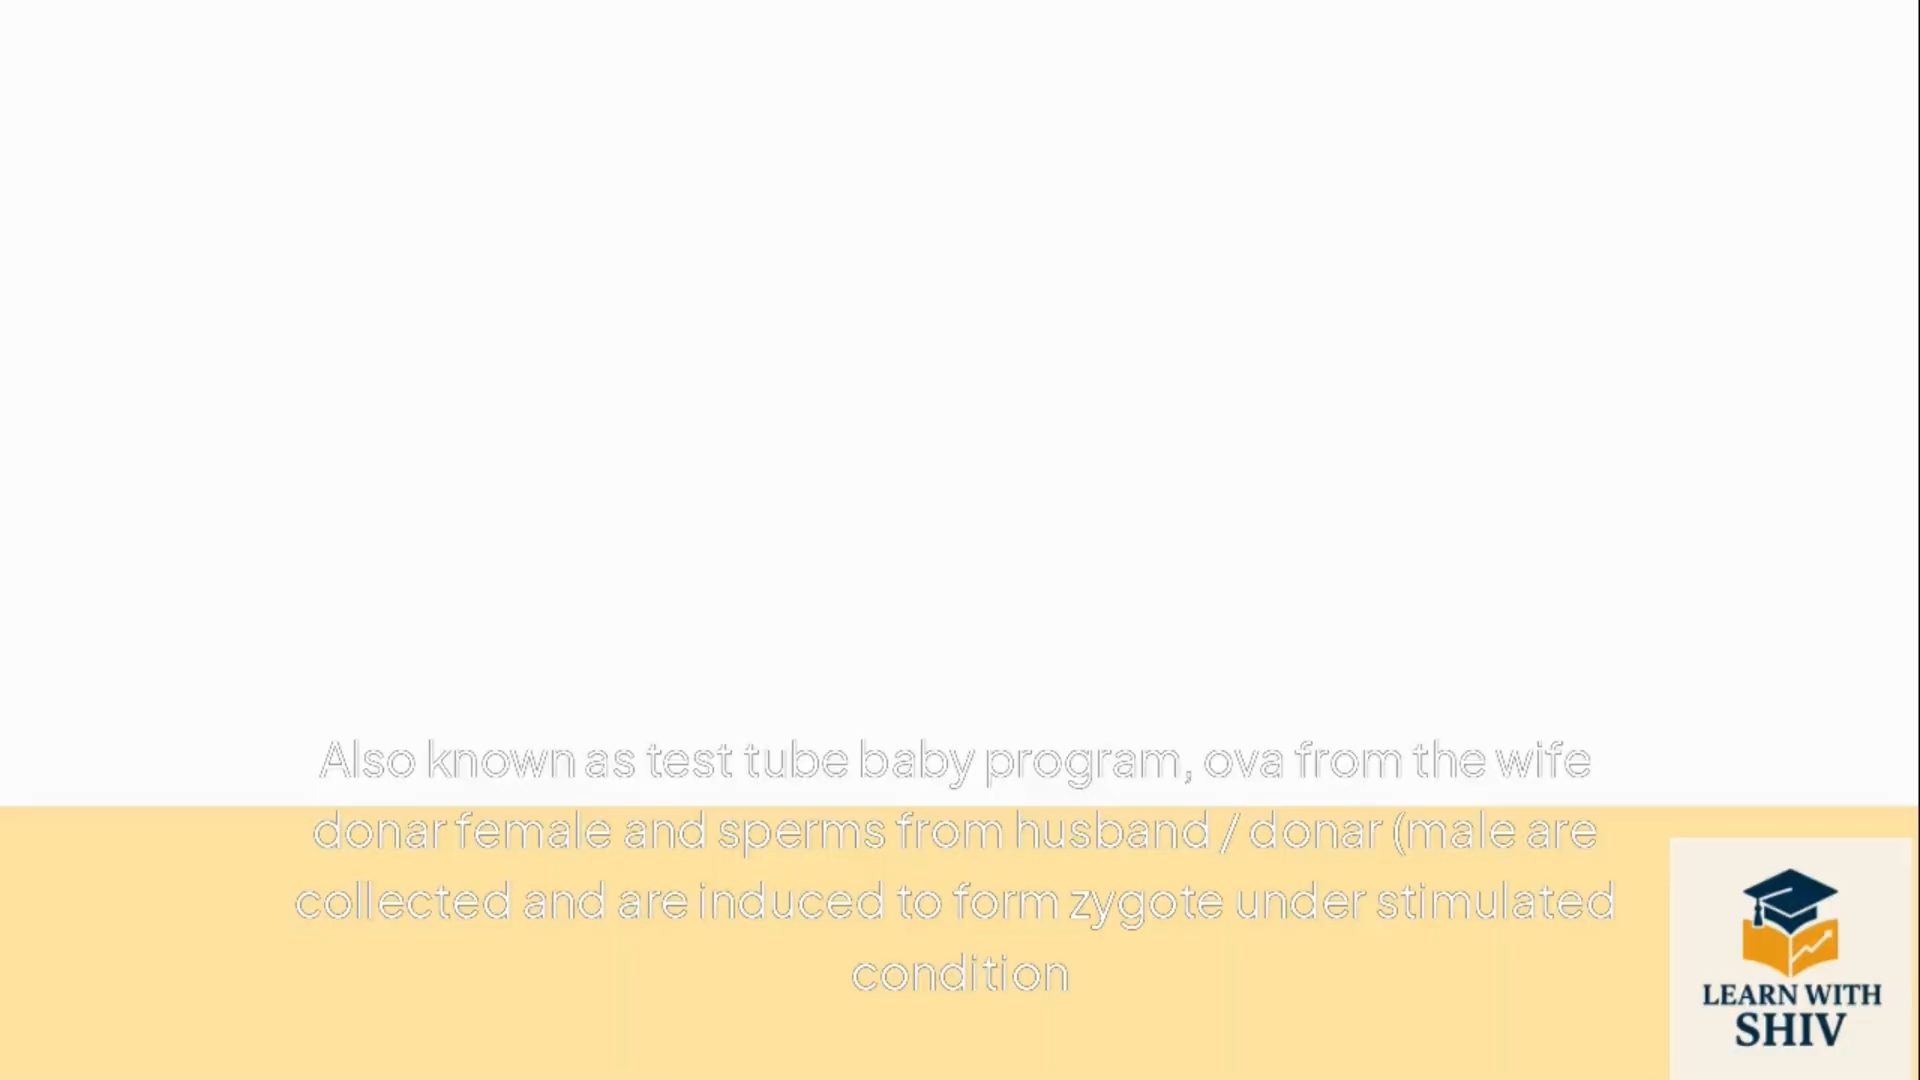 Also known as test tube baby program, ova from the wife
donar female and sperms from husband / donar (male are
collected and are induced to form zygote under stimulated
condition
LEARN WITH
SHIV